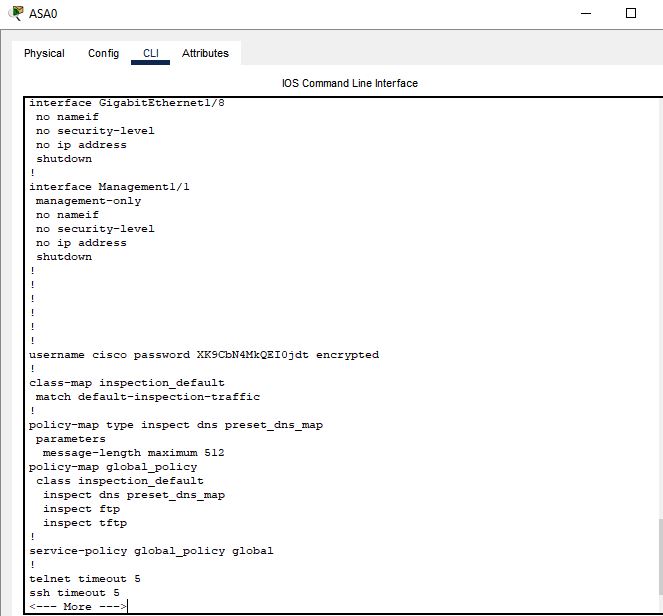 ASA0
Physical Config CLI Attributes
IOS Command Line Interface
interface GigabitEthernet1/8
no nameif
no security-level
no ip address
shutdown
!
interface Management1/1
management-only
no nameif
no security-level
no ip address
shutdown
!
!
!
!
!
!
username cisco password XK9CbN4MkQEI0jdt encrypted
!
class-map inspection_default
match default-inspection-traffic
!
policy-map type inspect dns preset_dns_map
parameters
message-length maximum 512
policy-map global_policy
class inspection_default
inspect dns preset_dns_map
inspect ftp
inspect tftp
!
service-policy global_policy global
!
telnet timeout 5
ssh timeout 5
<--- More --->